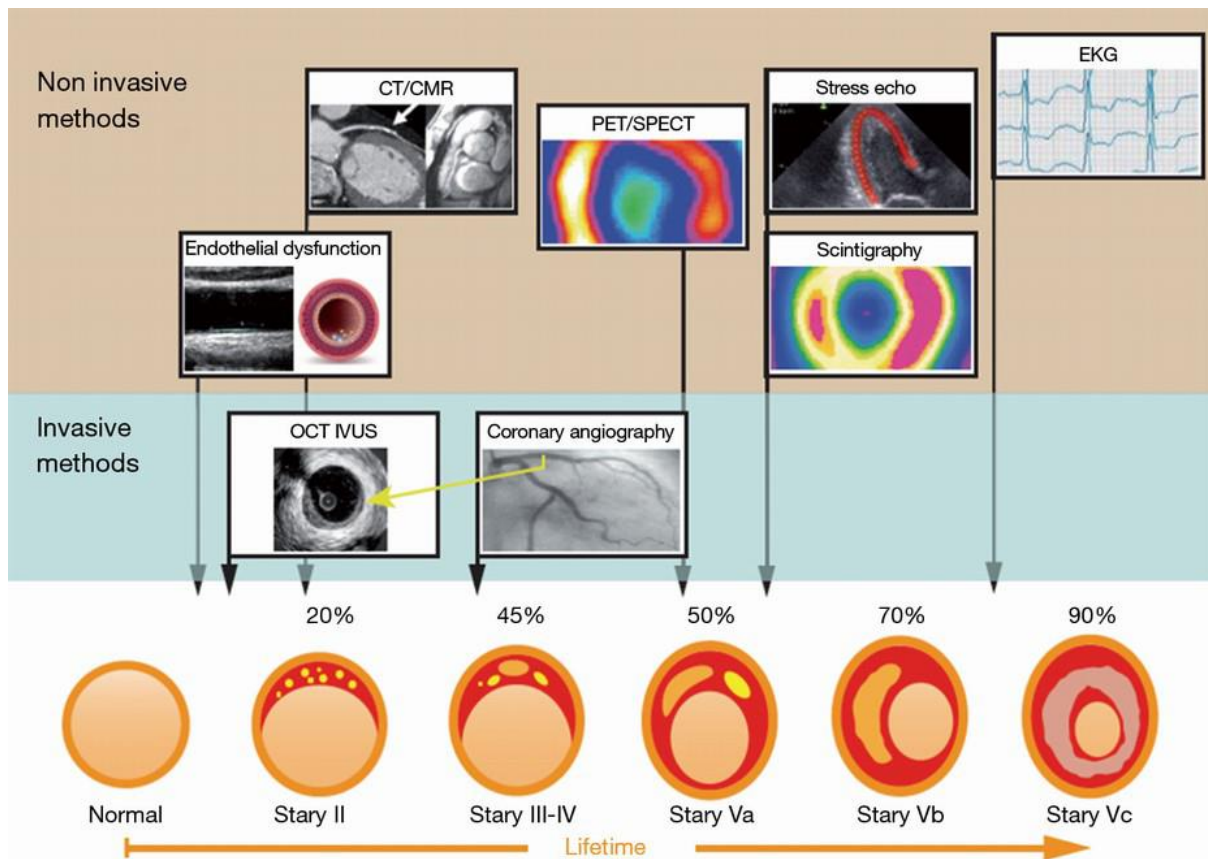 Non invasive
methods
CT/CMR
PET/SPECT
Stress echo
EKG
Endothelial dysfunction
Scintigraphy
Invasive
methods
OCT IVUS
Coronary angiography
20%
45%
50%
70%
90%
Normal
Stary II
Stary III-IV
Stary Va
Stary Vb
Stary Vc
Lifetime